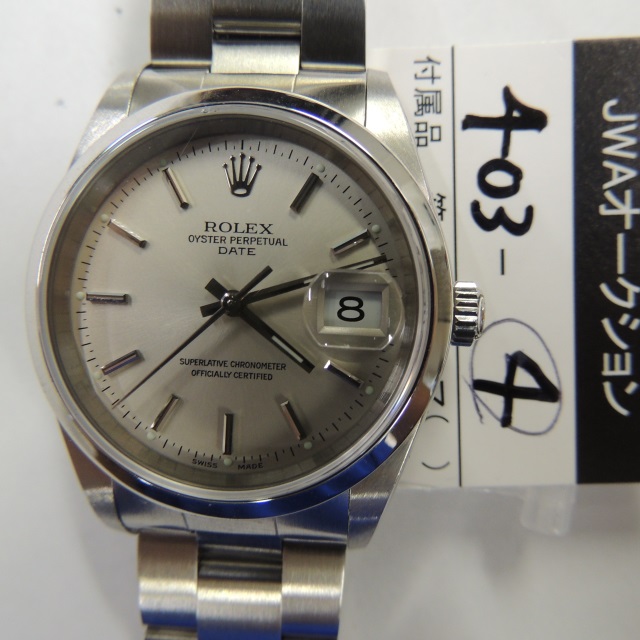 ROLEX
OYSTER PERPETUAL
DATE
8
SUPERLATIVE CHRONOMETER
OFFICIALLY CERTIFIED
SWISS MADE
付属品
403-
4
JWAオークション